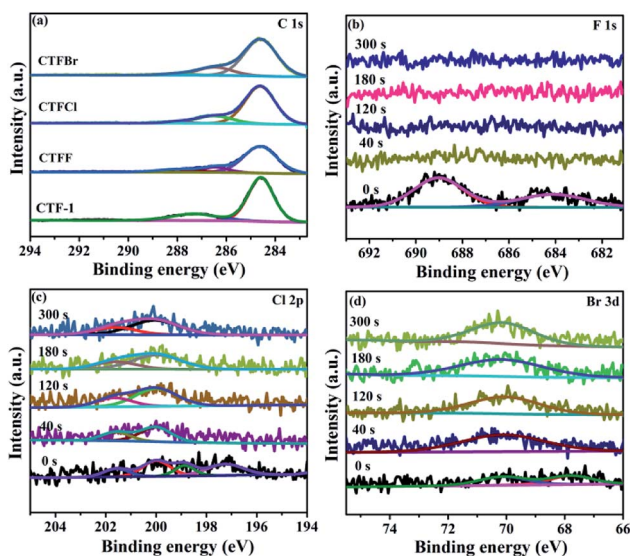 (a)
C 1s
CTFBr
CTFCl
CTFF
CTF-1
Intensity (a.u.)
294 292 290 288 286 284
Binding energy (eV)
(b)
F 1s
300 s
180 s
120 s
40 s
0 s
Intensity (a.u.)
692 690 688 686 684 682
Binding energy (eV)
(c)
Cl 2p
300 s
180 s
120 s
40 s
0 s
Intensity (a.u.)
204 202 200 198 196 194
Binding energy (eV)
(d)
Br 3d
300 s
180 s
120 s
40 s
0 s
Intensity (a.u.)
75 72 69 66
Binding energy (eV)